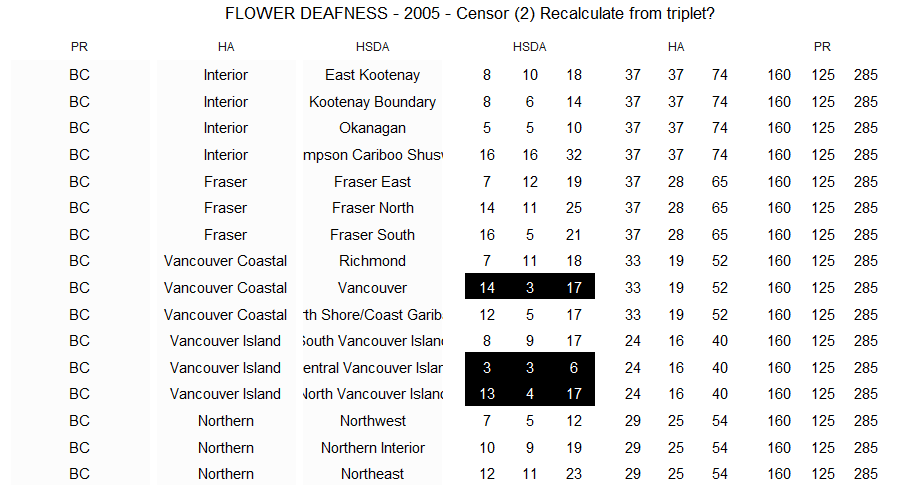 FLOWER DEAFNESS - 2005 - Censor (2) Recalculate from triplet?
PR HA HSDA HSDA HA PR
BC Interior East Kootenay 8 10 18 37 37 74 160 125 285
BC Interior Kootenay Boundary 8 6 14 37 37 74 160 125 285
BC Interior Okanagan 5 5 10 37 37 74 160 125 285
BC Interior mpson Cariboo Shusw 16 16 32 37 37 74 160 125 285
BC Fraser Fraser East 7 12 19 37 28 65 160 125 285
BC Fraser Fraser North 14 11 25 37 28 65 160 125 285
BC Fraser Fraser South 16 5 21 37 28 65 160 125 285
BC Vancouver Coastal Richmond 7 11 18 33 19 52 160 125 285
BC Vancouver Coastal Vancouver 14 3 17 33 19 52 160 125 285
BC Vancouver Coastal rth Shore/Coast Garib 12 5 17 33 19 52 160 125 285
BC Vancouver Island South Vancouver Island 8 9 17 24 16 40 160 125 285
BC Vancouver Island entral Vancouver Islan 3 3 6 24 16 40 160 125 285
BC Vancouver Island North Vancouver Island 13 4 17 24 16 40 160 125 285
BC Northern Northwest 7 5 12 29 25 54 160 125 285
BC Northern Northern Interior 10 9 19 29 25 54 160 125 285
BC Northern Northeast 12 11 23 29 25 54 160 125 285